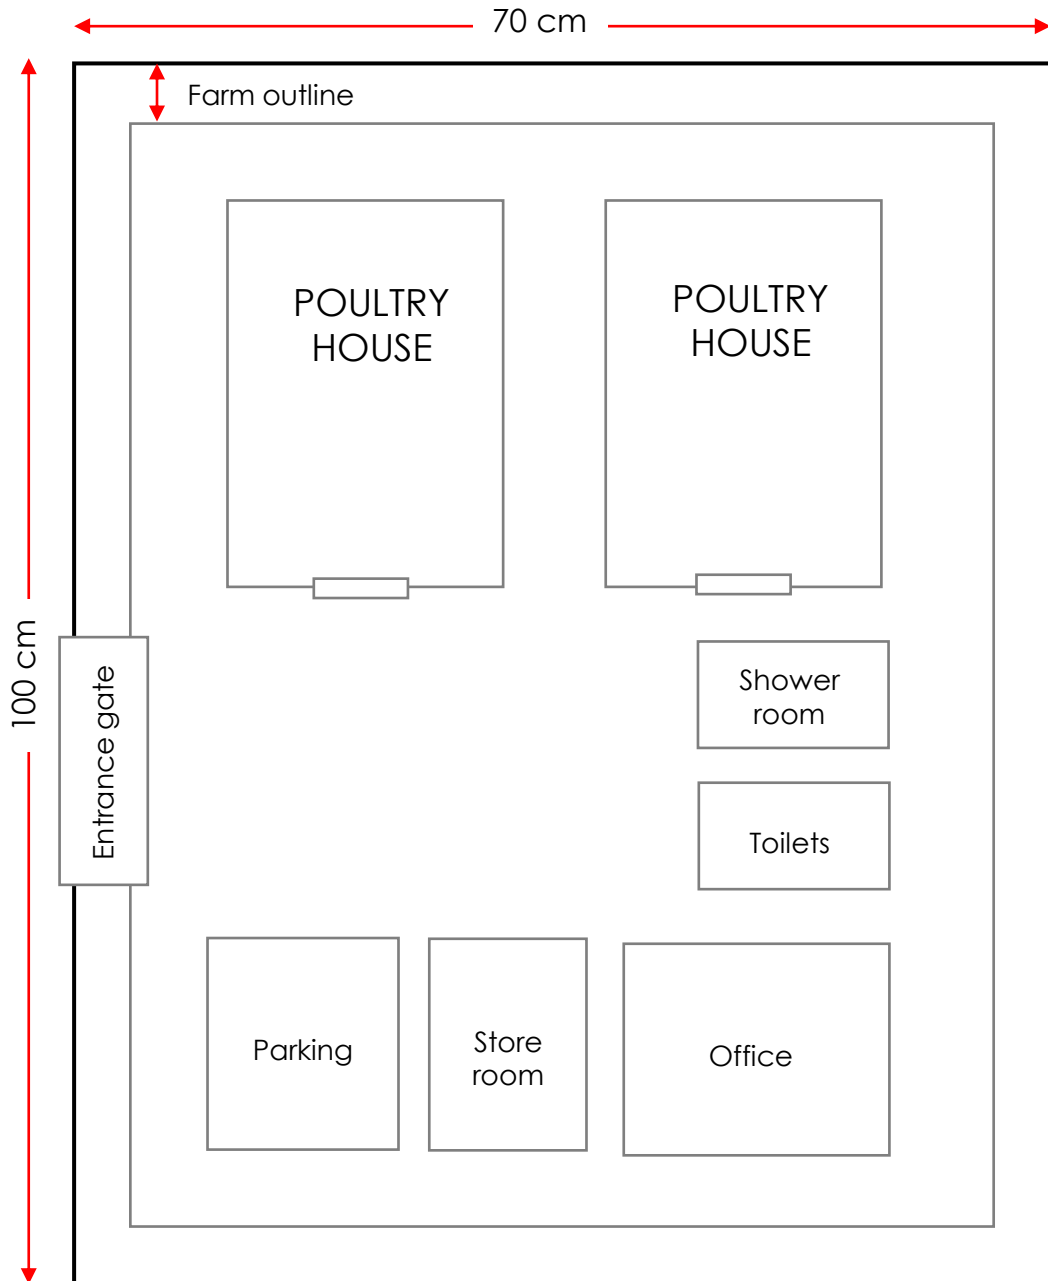 70 cm
Farm outline
POULTRY
HOUSE
POULTRY
HOUSE
100 cm
Entrance gate
Shower
room
Toilets
Parking
Store
room
Office